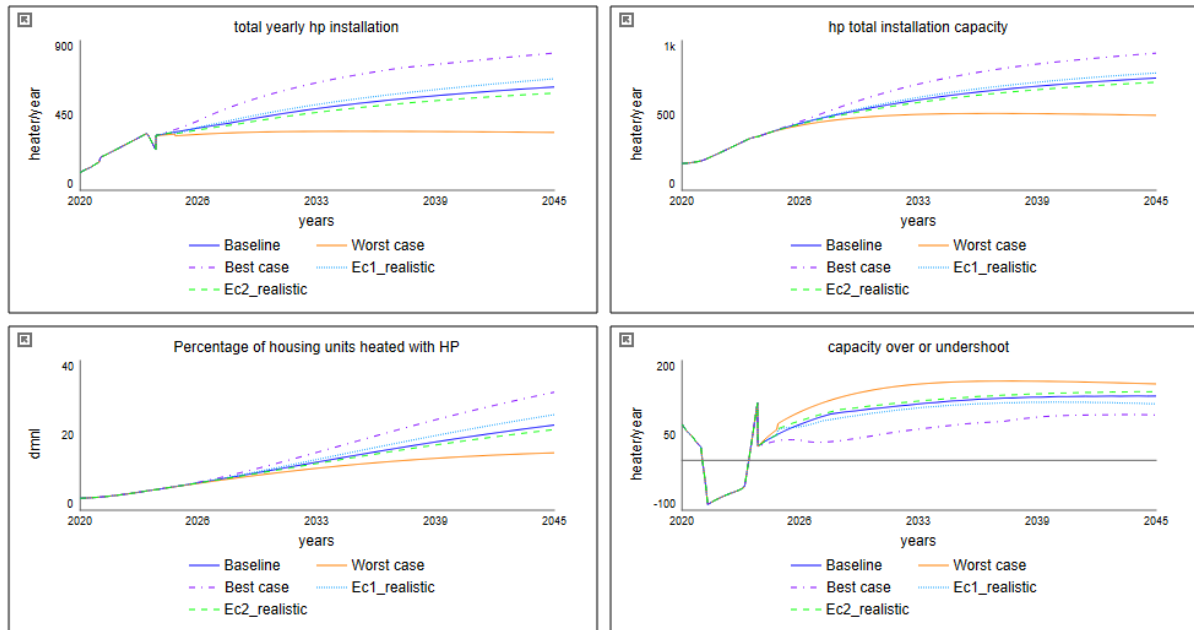 total yearly hp installation
900
450
0
heater/year
2020 2026 2033 2039 2045
years
Baseline Worst case
Best case Ec1_realistic
Ec2_realistic
hp total installation capacity
1k
500
0
heater/year
2020 2026 2033 2039 2045
years
Baseline Worst case
Best case Ec1_realistic
Ec2_realistic
Percentage of housing units heated with HP
40
20
0
dmnl
2020 2026 2033 2039 2045
years
Baseline Worst case
Best case Ec1_realistic
Ec2_realistic
capacity over or undershoot
200
50
-100
heater/year
2020 2026 2033 2039 2045
years
Baseline Worst case
Best case Ec1_realistic
Ec2_realistic